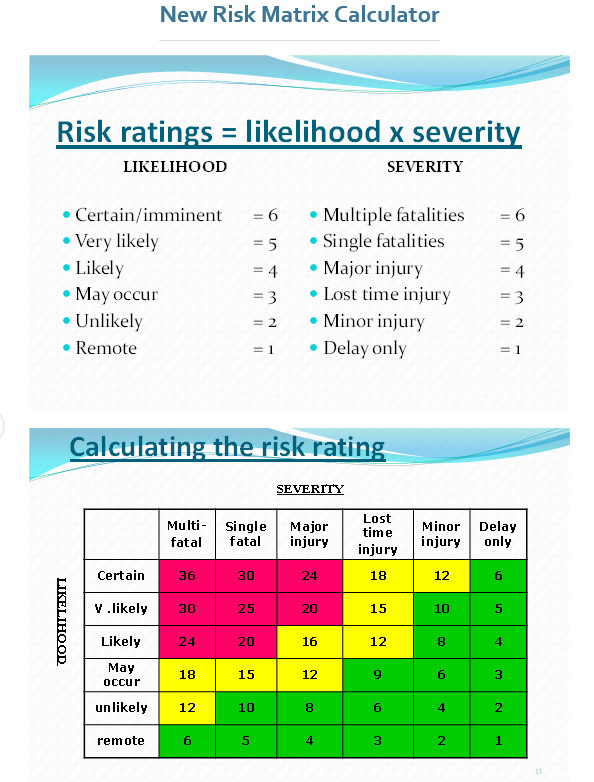 New Risk Matrix Calculator
Risk ratings = likelihood x severity
LIKELIHOOD SEVERITY
• Certain/imminent = 6 • Multiple fatalities = 6
• Very likely = 5 • Single fatalities = 5
• Likely = 4 • Major injury = 4
• May occur = 3 • Lost time injury = 3
• Unlikely = 2 • Minor injury = 2
• Remote = 1 • Delay only = 1
Calculating the risk rating
SEVERITY
LIKELIHOOD
Multi-fatal Single fatal Major injury Lost time injury Minor injury Delay only
Certain 36 30 24 18 12 6
V .likely 30 25 20 15 10 5
Likely 24 20 16 12 8 4
May occur 18 15 12 9 6 3
unlikely 12 10 8 6 4 2
remote 6 5 4 3 2 1
11